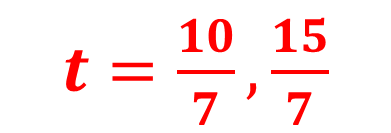 t = 10/7 , 15/7